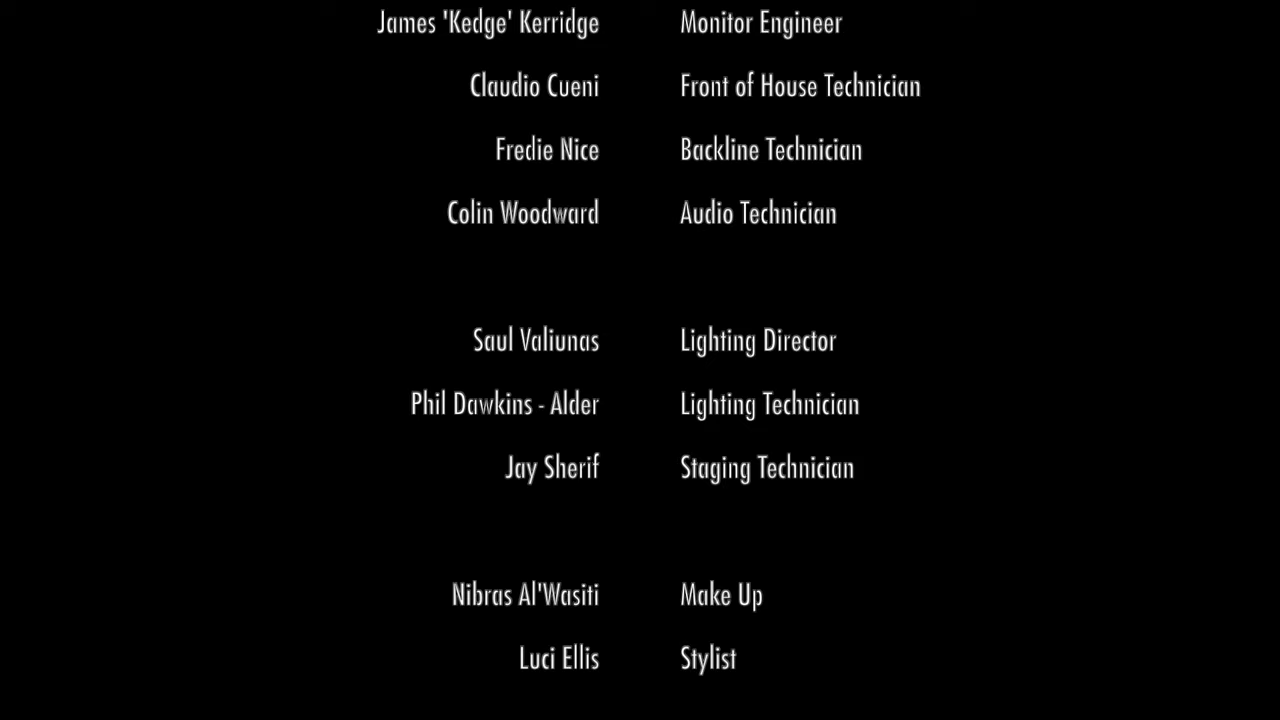 James 'Kedge' Kerridge Monitor Engineer
Claudio Cueni Front of House Technician
Fredie Nice Backline Technician
Colin Woodward Audio Technician
Saul Valiunas Lighting Director
Phil Dawkins - Alder Lighting Technician
Jay Sherif Staging Technician
Nibras Al'Wasiti Make Up
Luci Ellis Stylist